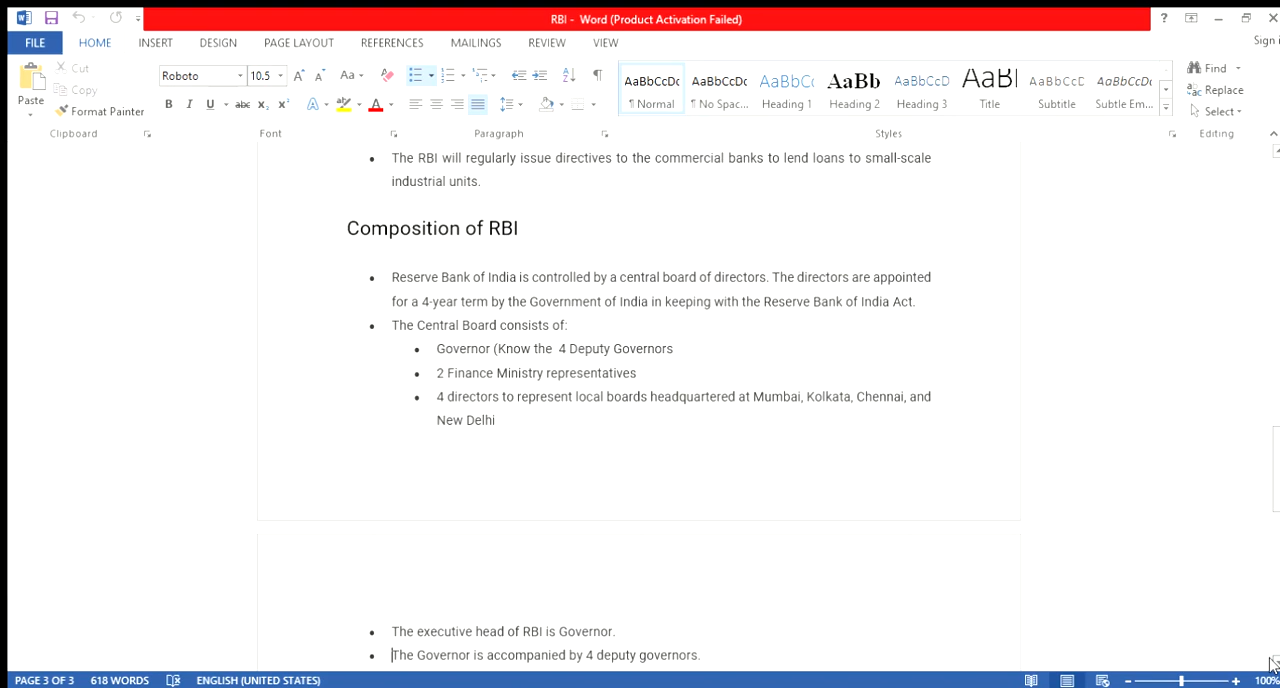 RBI - Word (Product Activation Failed)
FILE HOME INSERT DESIGN PAGE LAYOUT REFERENCES MAILINGS REVIEW VIEW
Sign i
Paste
Cut
Copy
Format Painter
Clipboard
Roboto
10.5
Font
Paragraph
AaBbCcDc AaBbCcDc AaBbCc AaBbC AaBbCcD AaB AaBbCcD AaBbCcD
¶ Normal ¶ No Spac... Heading 1 Heading 2 Heading 3 Title Subtitle Subtle Em...
Styles
Find
Replace
Select
Editing
• The RBI will regularly issue directives to the commercial banks to lend loans to small-scale
industrial units.
Composition of RBI
• Reserve Bank of India is controlled by a central board of directors. The directors are appointed
for a 4-year term by the Government of India in keeping with the Reserve Bank of India Act.
• The Central Board consists of:
• Governor (Know the 4 Deputy Governors
• 2 Finance Ministry representatives
• 4 directors to represent local boards headquartered at Mumbai, Kolkata, Chennai, and
New Delhi
• The executive head of RBI is Governor.
• The Governor is accompanied by 4 deputy governors.
PAGE 3 OF 3 618 WORDS ENGLISH (UNITED STATES) 100%